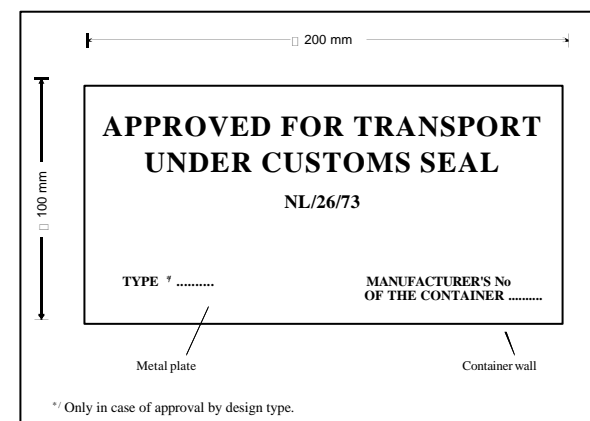 200 mm
APPROVED FOR TRANSPORT
UNDER CUSTOMS SEAL
NL/26/73
100 mm
TYPE */ ..........
MANUFACTURER'S No
OF THE CONTAINER ..........
Metal plate
Container wall
*/ Only in case of approval by design type.